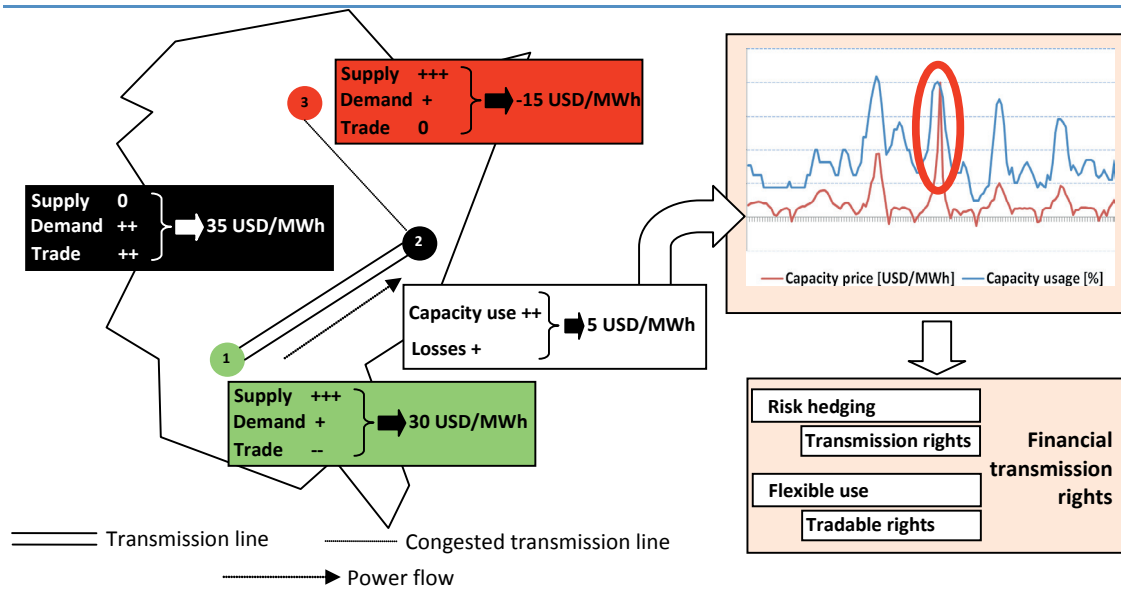 3
Supply +++
Demand +
Trade 0
-15 USD/MWh
Supply 0
Demand ++
Trade ++
35 USD/MWh
2
Capacity use ++
Losses +
5 USD/MWh
1
Supply +++
Demand +
Trade --
30 USD/MWh
Capacity price [USD/MWh]
Capacity usage [%]
Risk hedging
Transmission rights
Flexible use
Tradable rights
Financial
transmission
rights
Transmission line
Congested transmission line
Power flow